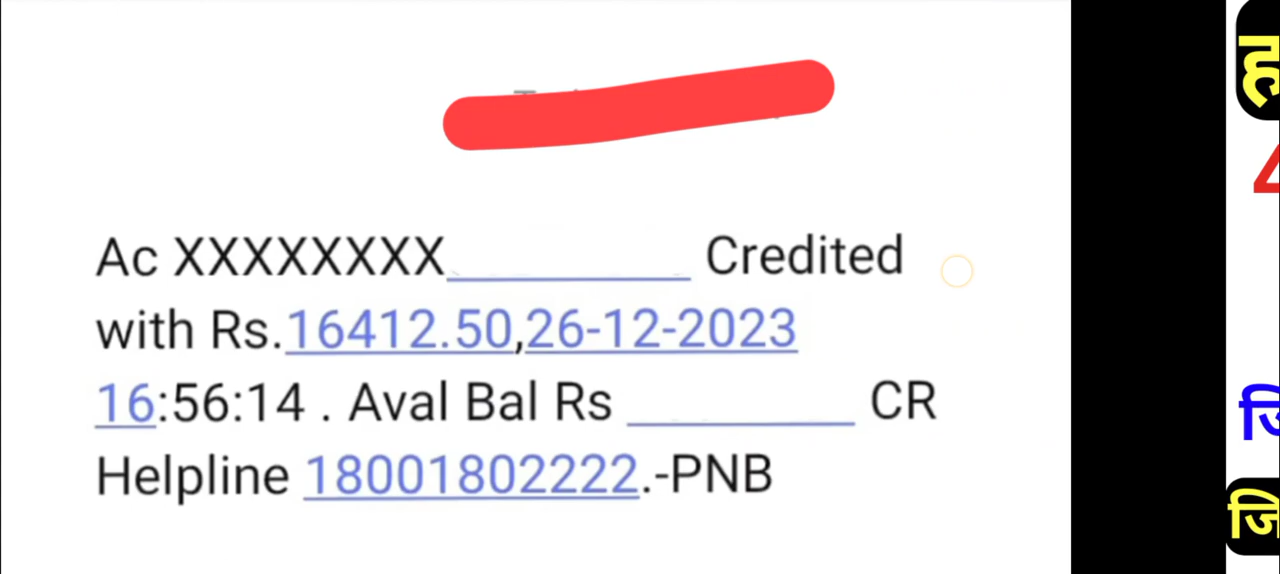 Ac XXXXXXXX Credited
with Rs.16412.50,26-12-2023
16:56:14 . Aval Bal Rs CR
Helpline 18001802222.-PNB